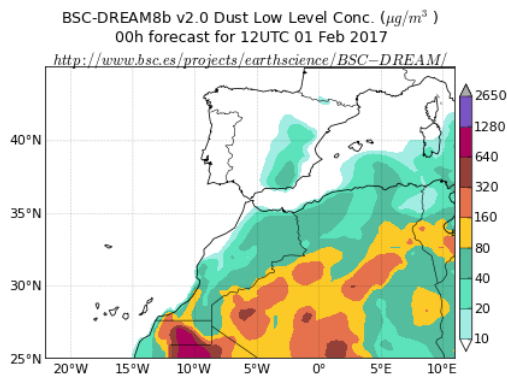 BSC-DREAM8b v2.0 Dust Low Level Conc. (μg/m³ )
00h forecast for 12UTC 01 Feb 2017
http://www.bsc.es/projects/earthscience/BSC−DREAM/
2650
1280
40°N
640
320
35°N
160
80
30°N
40
20
10
25°N
20°W 15°W 10°W 5°W 0° 5°E 10°E